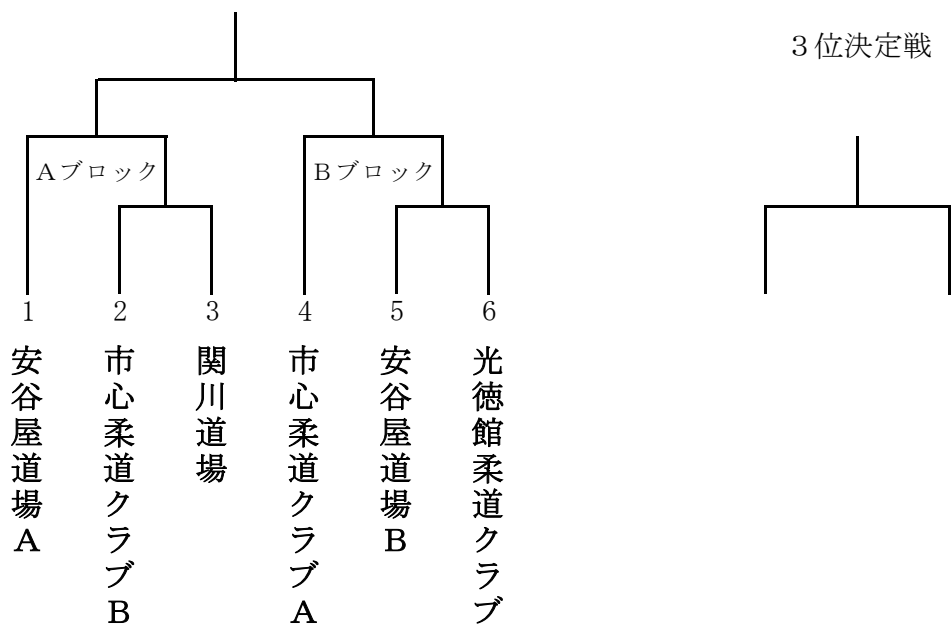 ３位決定戦
Aブロック
Bブロック
1
2
3
4
5
6
安谷屋道場A
市心柔道クラブB
関川道場
市心柔道クラブA
安谷屋道場B
光徳館柔道クラブ